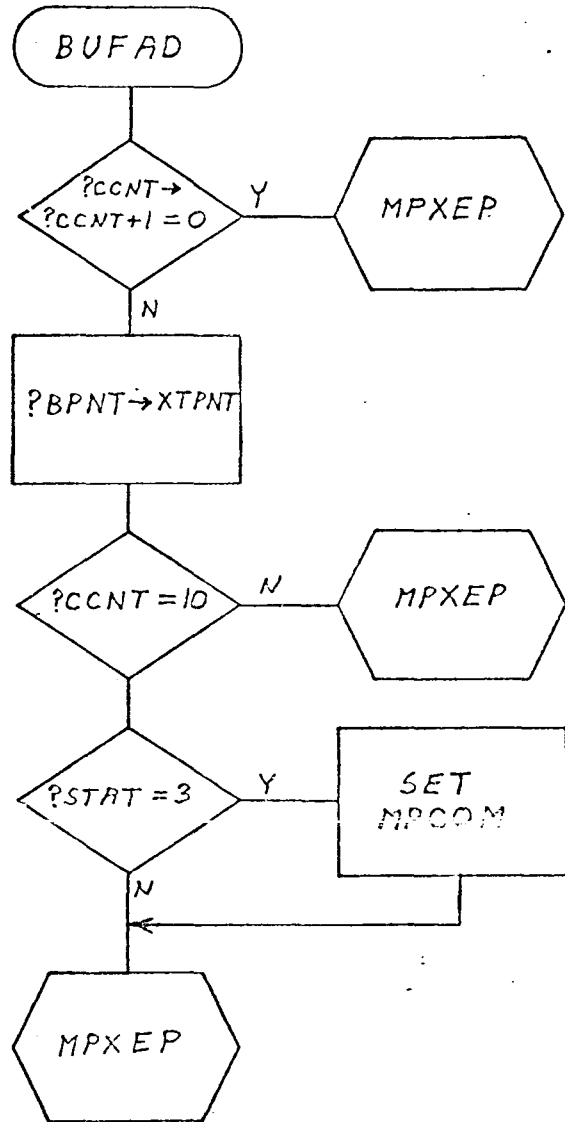 BUFAD
?CCNT→
?CCNT+1=0
Y
MPXEP
N
?BPNT→XTPNT
?CCNT=10
N
MPXEP
?STAT=3
Y
SET
MPCOM
N
MPXEP